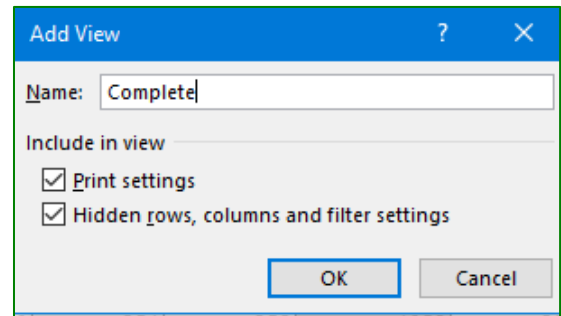 Add View ? ×
Name: Complete
Include in view
Print settings
Hidden rows, columns and filter settings
OK Cancel